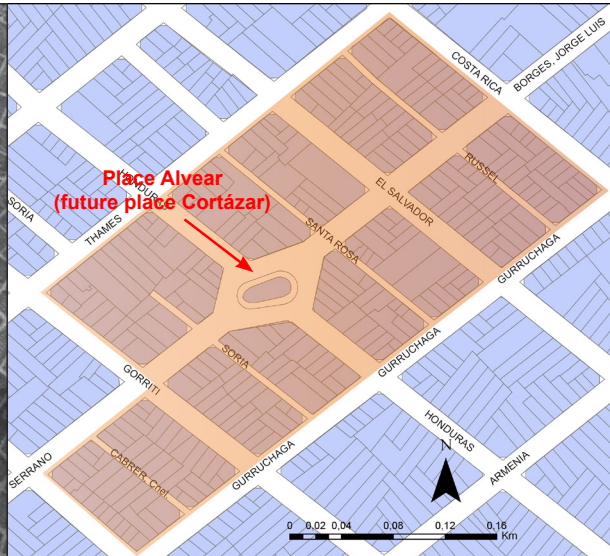 COSTA RICA
BORGES, JORGE LUIS
RUSSEL
HONDUR
Place Alvear
(future place Cortázar)
SORIA
THAMES
EL SALVADOR
SANTA ROSA
GURRUCHAGA
GURRUCHAGA
SORIA
GORRITI
HONDURAS
N
ARMENIA
GURRUCHAGA
SERRANO
CABRER, Cnel
0 0,02 0,04 0,08 0,12 0,16
Km